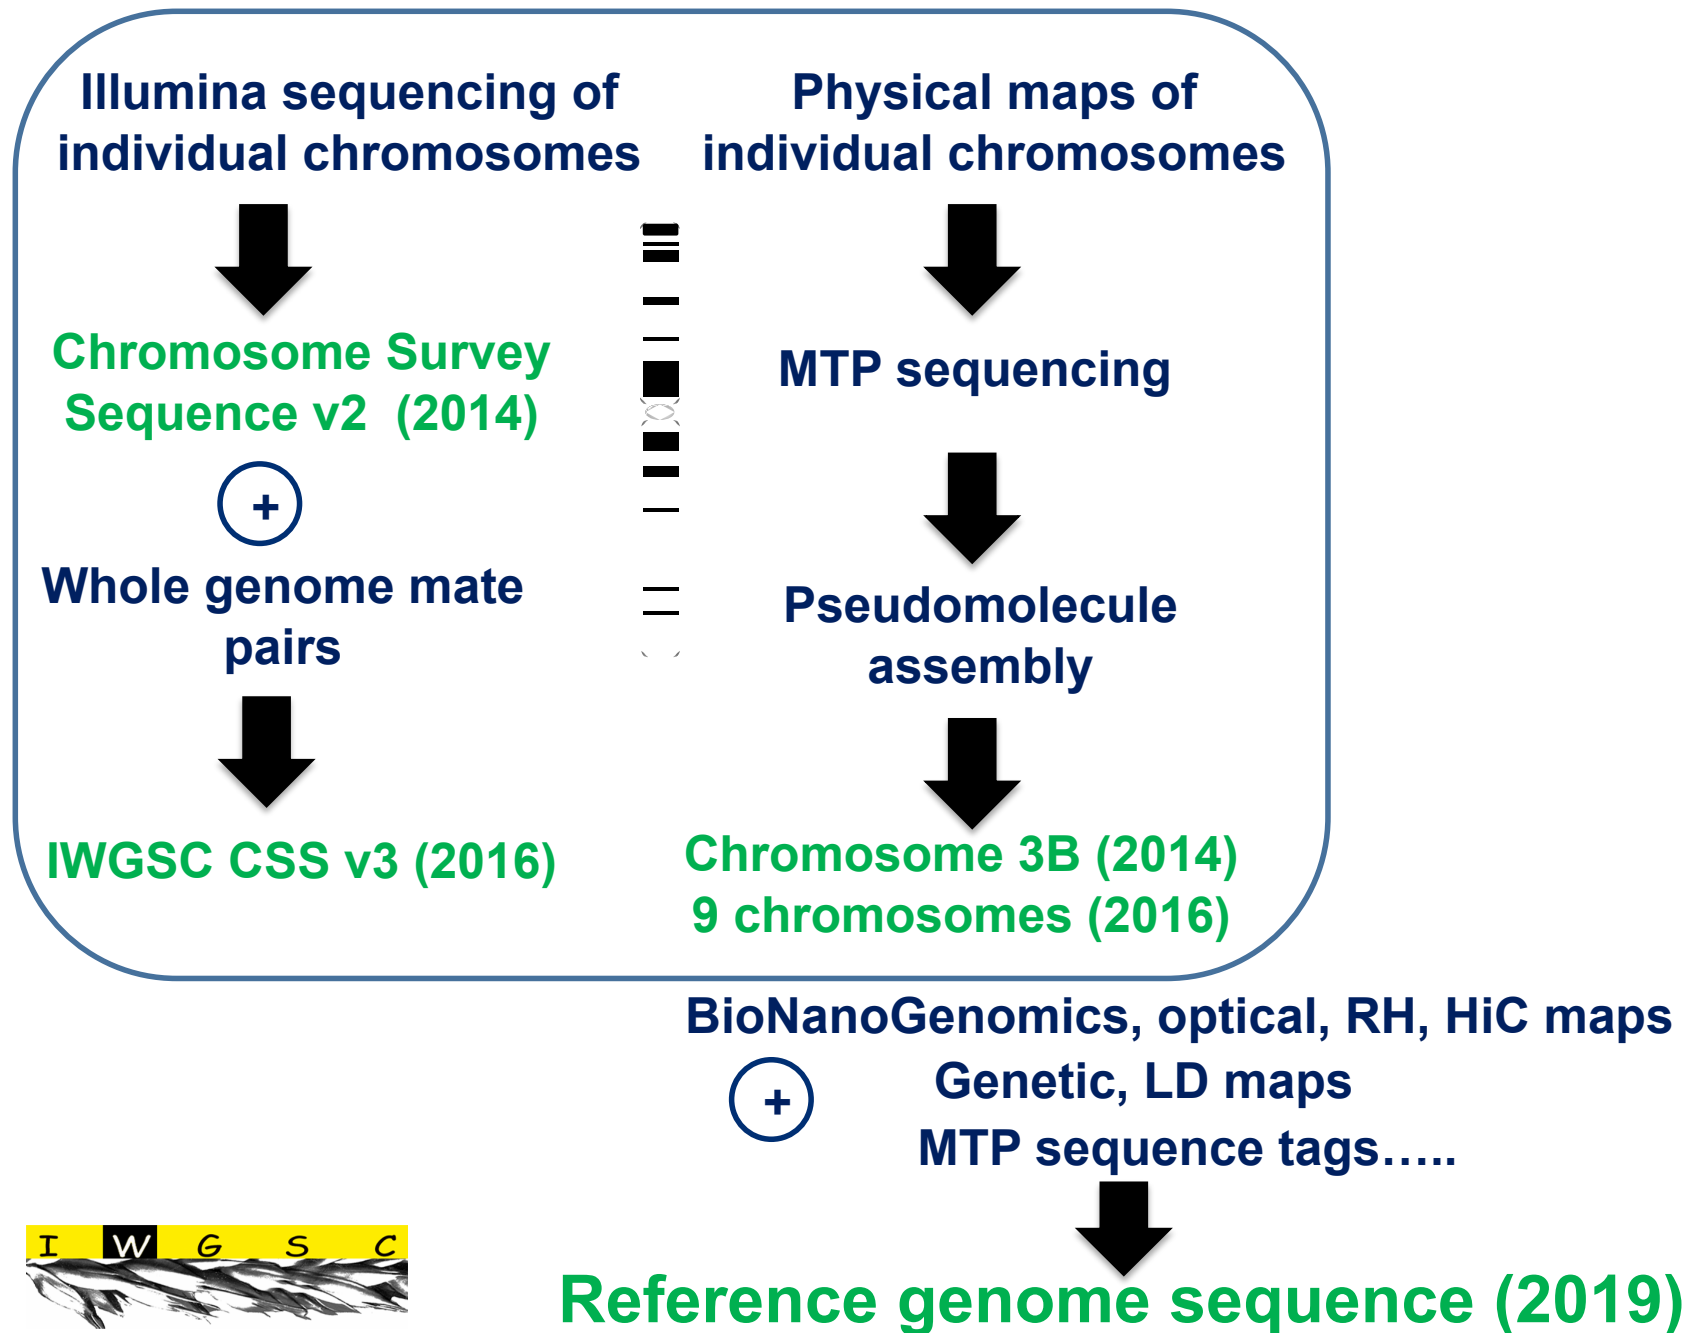 Illumina sequencing of
individual chromosomes
Chromosome Survey
Sequence v2  (2014)
+
Whole genome mate
pairs
IWGSC CSS v3 (2016)
Physical maps of
individual chromosomes
MTP sequencing
Pseudomolecule
assembly
Chromosome 3B (2014)
9 chromosomes (2016)
BioNanoGenomics, optical, RH, HiC maps
+
Genetic, LD maps
MTP sequence tags…..
Reference genome sequence (2019)
I W G S C